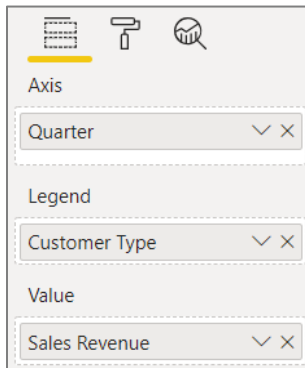 Axis
Quarter
Legend
Customer Type
Value
Sales Revenue